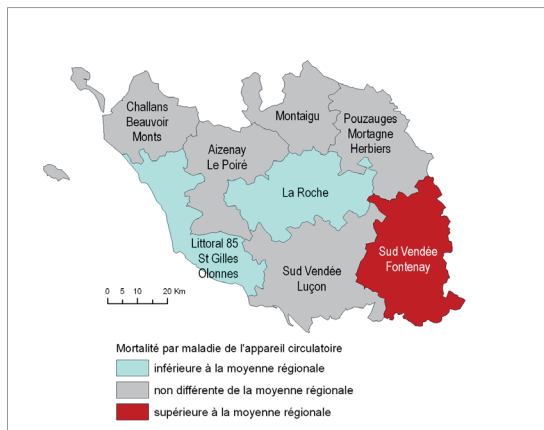 Challans
Beauvoir
Monts
Montaigu
Pouzauges
Mortagne
Herbiers
Aizenay
Le Poiré
La Roche
Littoral 85
St Gilles
Olonnes
Sud Vendée
Luçon
Sud Vendée
Fontenay
0 5 10 20 Km
Mortalité par maladie de l'appareil circulatoire
inférieure à la moyenne régionale
non différente de la moyenne régionale
supérieure à la moyenne régionale